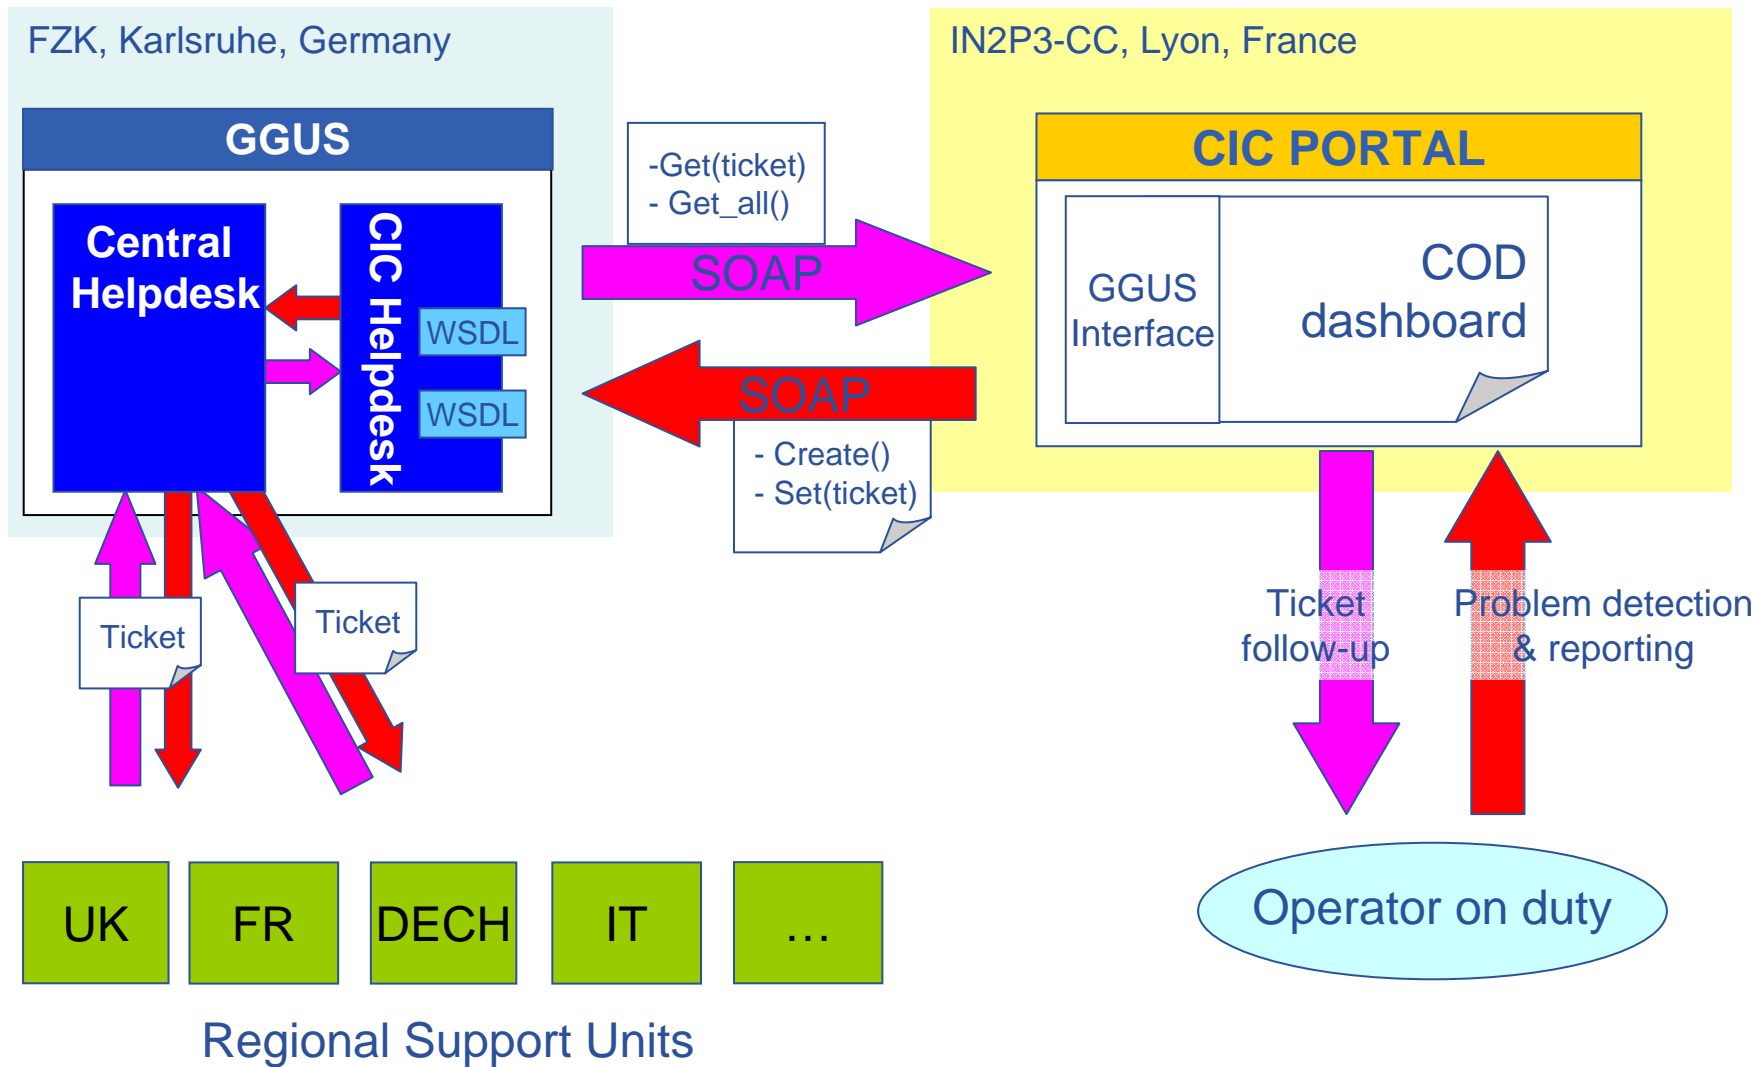 FZK, Karlsruhe, Germany
GGUS
Central
Helpdesk
CIC Helpdesk
WSDL
WSDL
-Get(ticket)
- Get_all()
SOAP
SOAP
- Create()
- Set(ticket)
IN2P3-CC, Lyon, France
CIC PORTAL
GGUS
Interface
COD
dashboard
Ticket
Ticket
Ticket
follow-up
Problem detection
& reporting
UK
FR
DECH
IT
…
Operator on duty
Regional Support Units